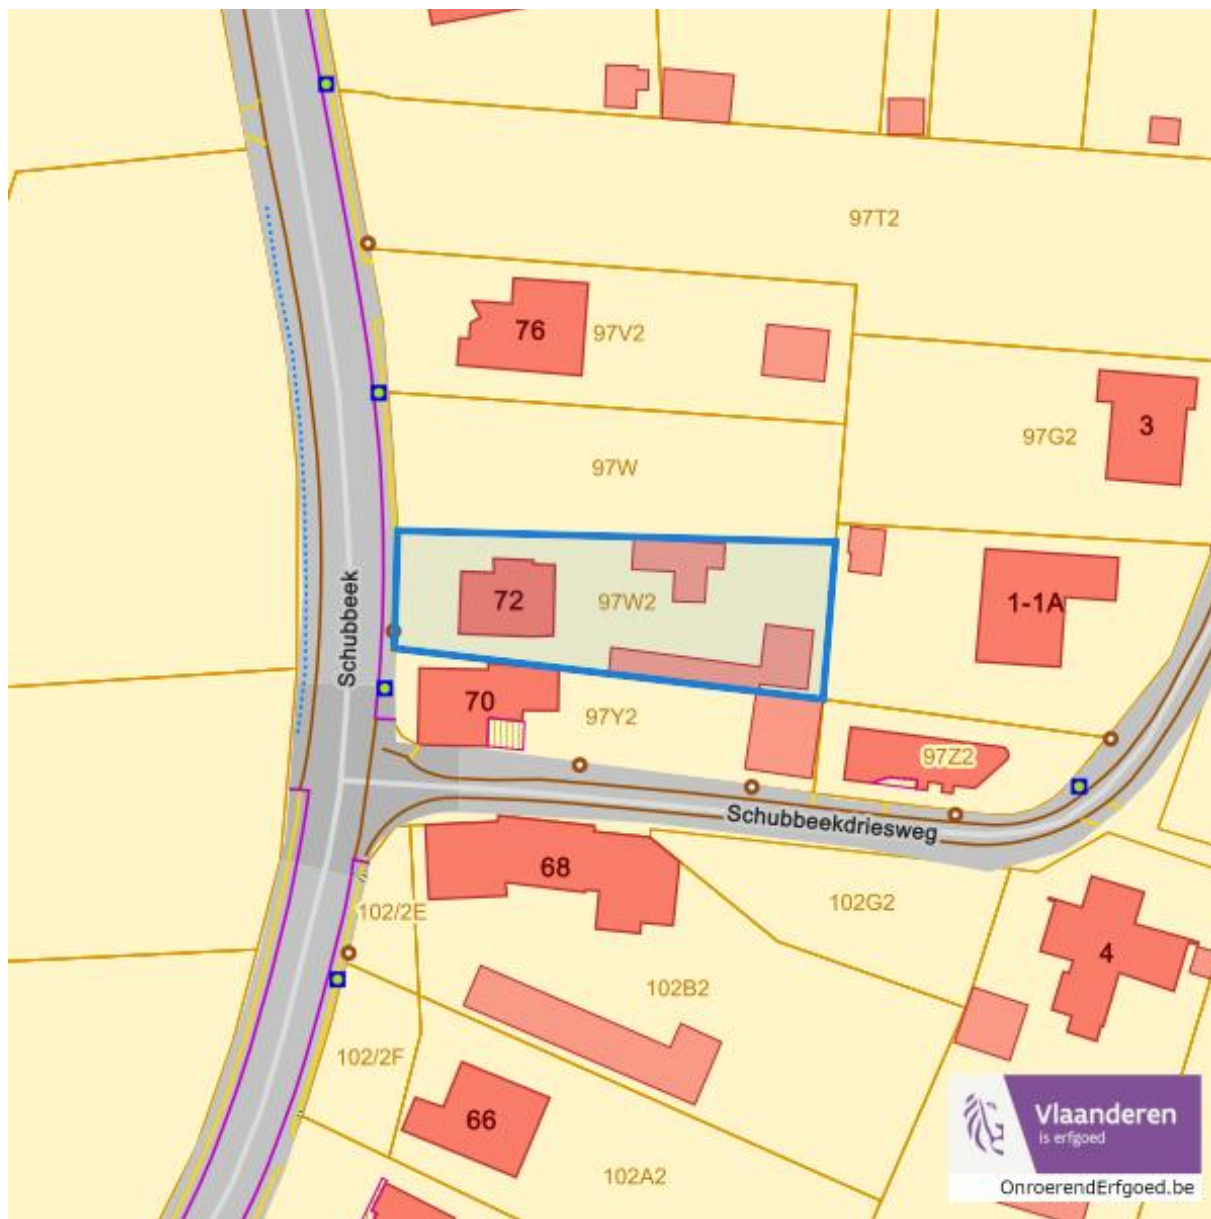 97T2
76
97V2
3
97G2
97W
Schubbeek
72
97W2
1-1A
70
97Y2
97Z2
Schubbeekdriesweg
68
102G2
102/2E
4
102B2
102/2F
66
102A2
Vlaanderen
is erfgoed
OnroerendErfgoed.be